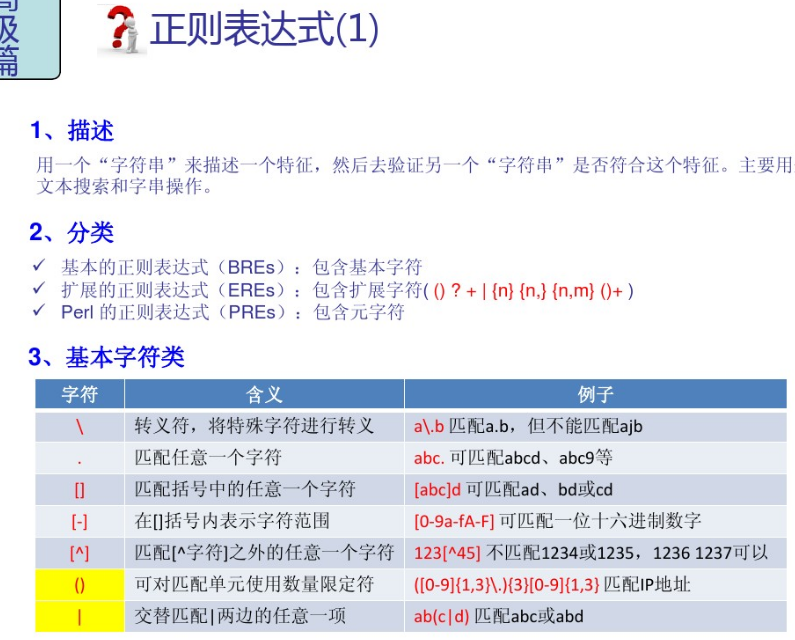 高级篇
正则表达式(1)
1、描述
用一个“字符串”来描述一个特征，然后去验证另一个“字符串”是否符合这个特征。主要用
文本搜索和字串操作。
2、分类
✓ 基本的正则表达式（BREs）：包含基本字符
✓ 扩展的正则表达式（EREs）：包含扩展字符( () ? + | {n} {n,} {n,m} ()+ )
✓ Perl 的正则表达式（PREs）：包含元字符
3、基本字符类
字符 含义 例子
\ 转义符，将特殊字符进行转义 a\.b 匹配a.b，但不能匹配ajb
. 匹配任意一个字符 abc. 可匹配abcd、abc9等
[] 匹配括号中的任意一个字符 [abc]d 可匹配ad、bd或cd
[-] 在[]括号内表示字符范围 [0-9a-fA-F] 可匹配一位十六进制数字
[^] 匹配[^字符]之外的任意一个字符 123[^45] 不匹配1234或1235，1236 1237可以
() 可对匹配单元使用数量限定符 ([0-9]{1,3}\.){3}[0-9]{1,3} 匹配IP地址
| 交替匹配|两边的任意一项 ab(c|d) 匹配abc或abd